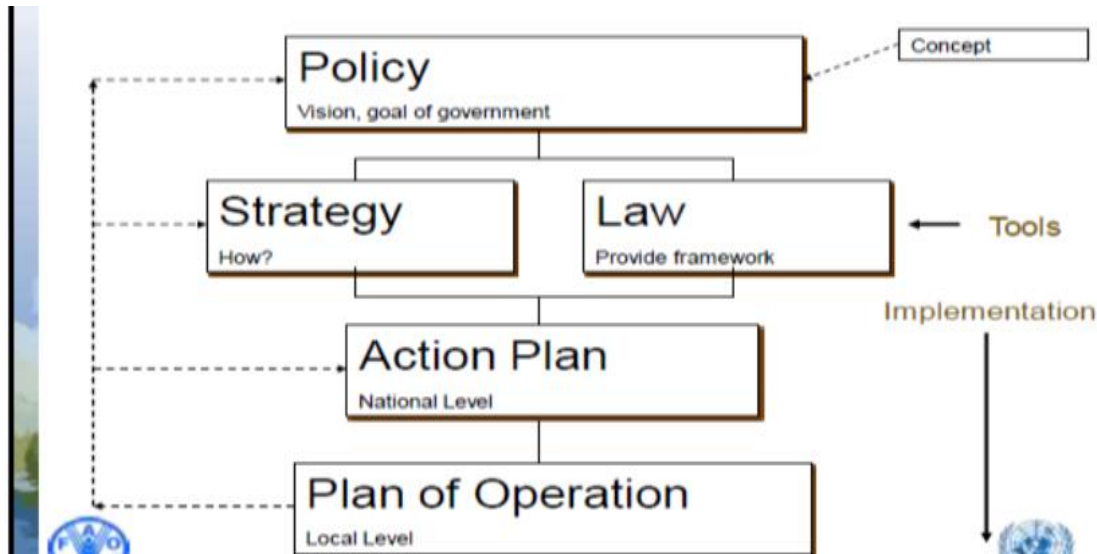 Concept
Policy
Vision, goal of government
Strategy
How?
Law
Provide framework
Tools
Implementation
Action Plan
National Level
Plan of Operation
Local Level
F A O